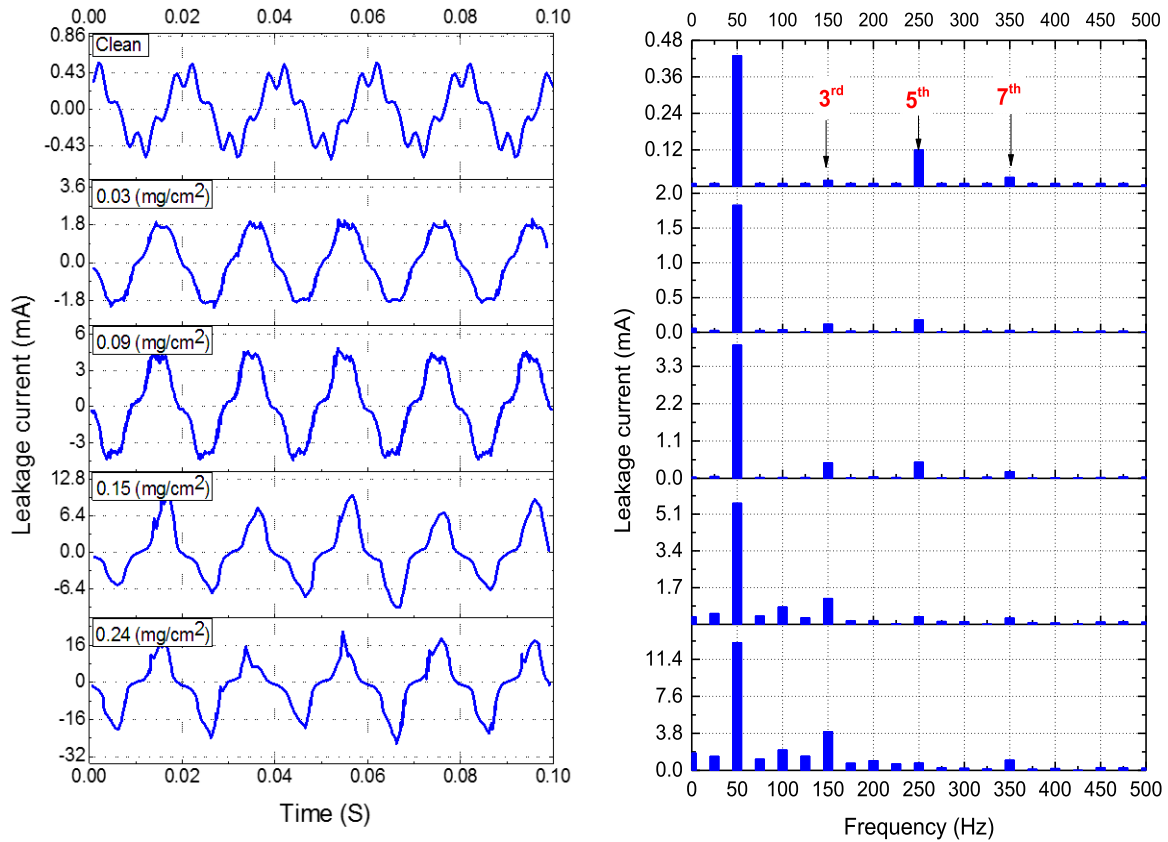 0.00 0.02 0.04 0.06 0.08 0.10
0.86
Clean
0.43
0.00
-0.43
3.6
0.03 (mg/cm2)
1.8
0.0
-1.8
6
0.09 (mg/cm2)
3
0
-3
12.8
0.15 (mg/cm2)
6.4
0.0
-6.4
0.24 (mg/cm2)
16
0
-16
-32
0.00 0.02 0.04 0.06 0.08 0.10
Time (S)
Leakage current (mA)
0 50 100 150 200 250 300 350 400 450 500
0.48
0.36
0.24
0.12
3rd 5th 7th
2.0
1.5
1.0
0.5
0.0
3.3
2.2
1.1
0.0
5.1
3.4
1.7
11.4
7.6
3.8
0.0
0 50 100 150 200 250 300 350 400 450 500
Frequency (Hz)
Leakage current (mA)